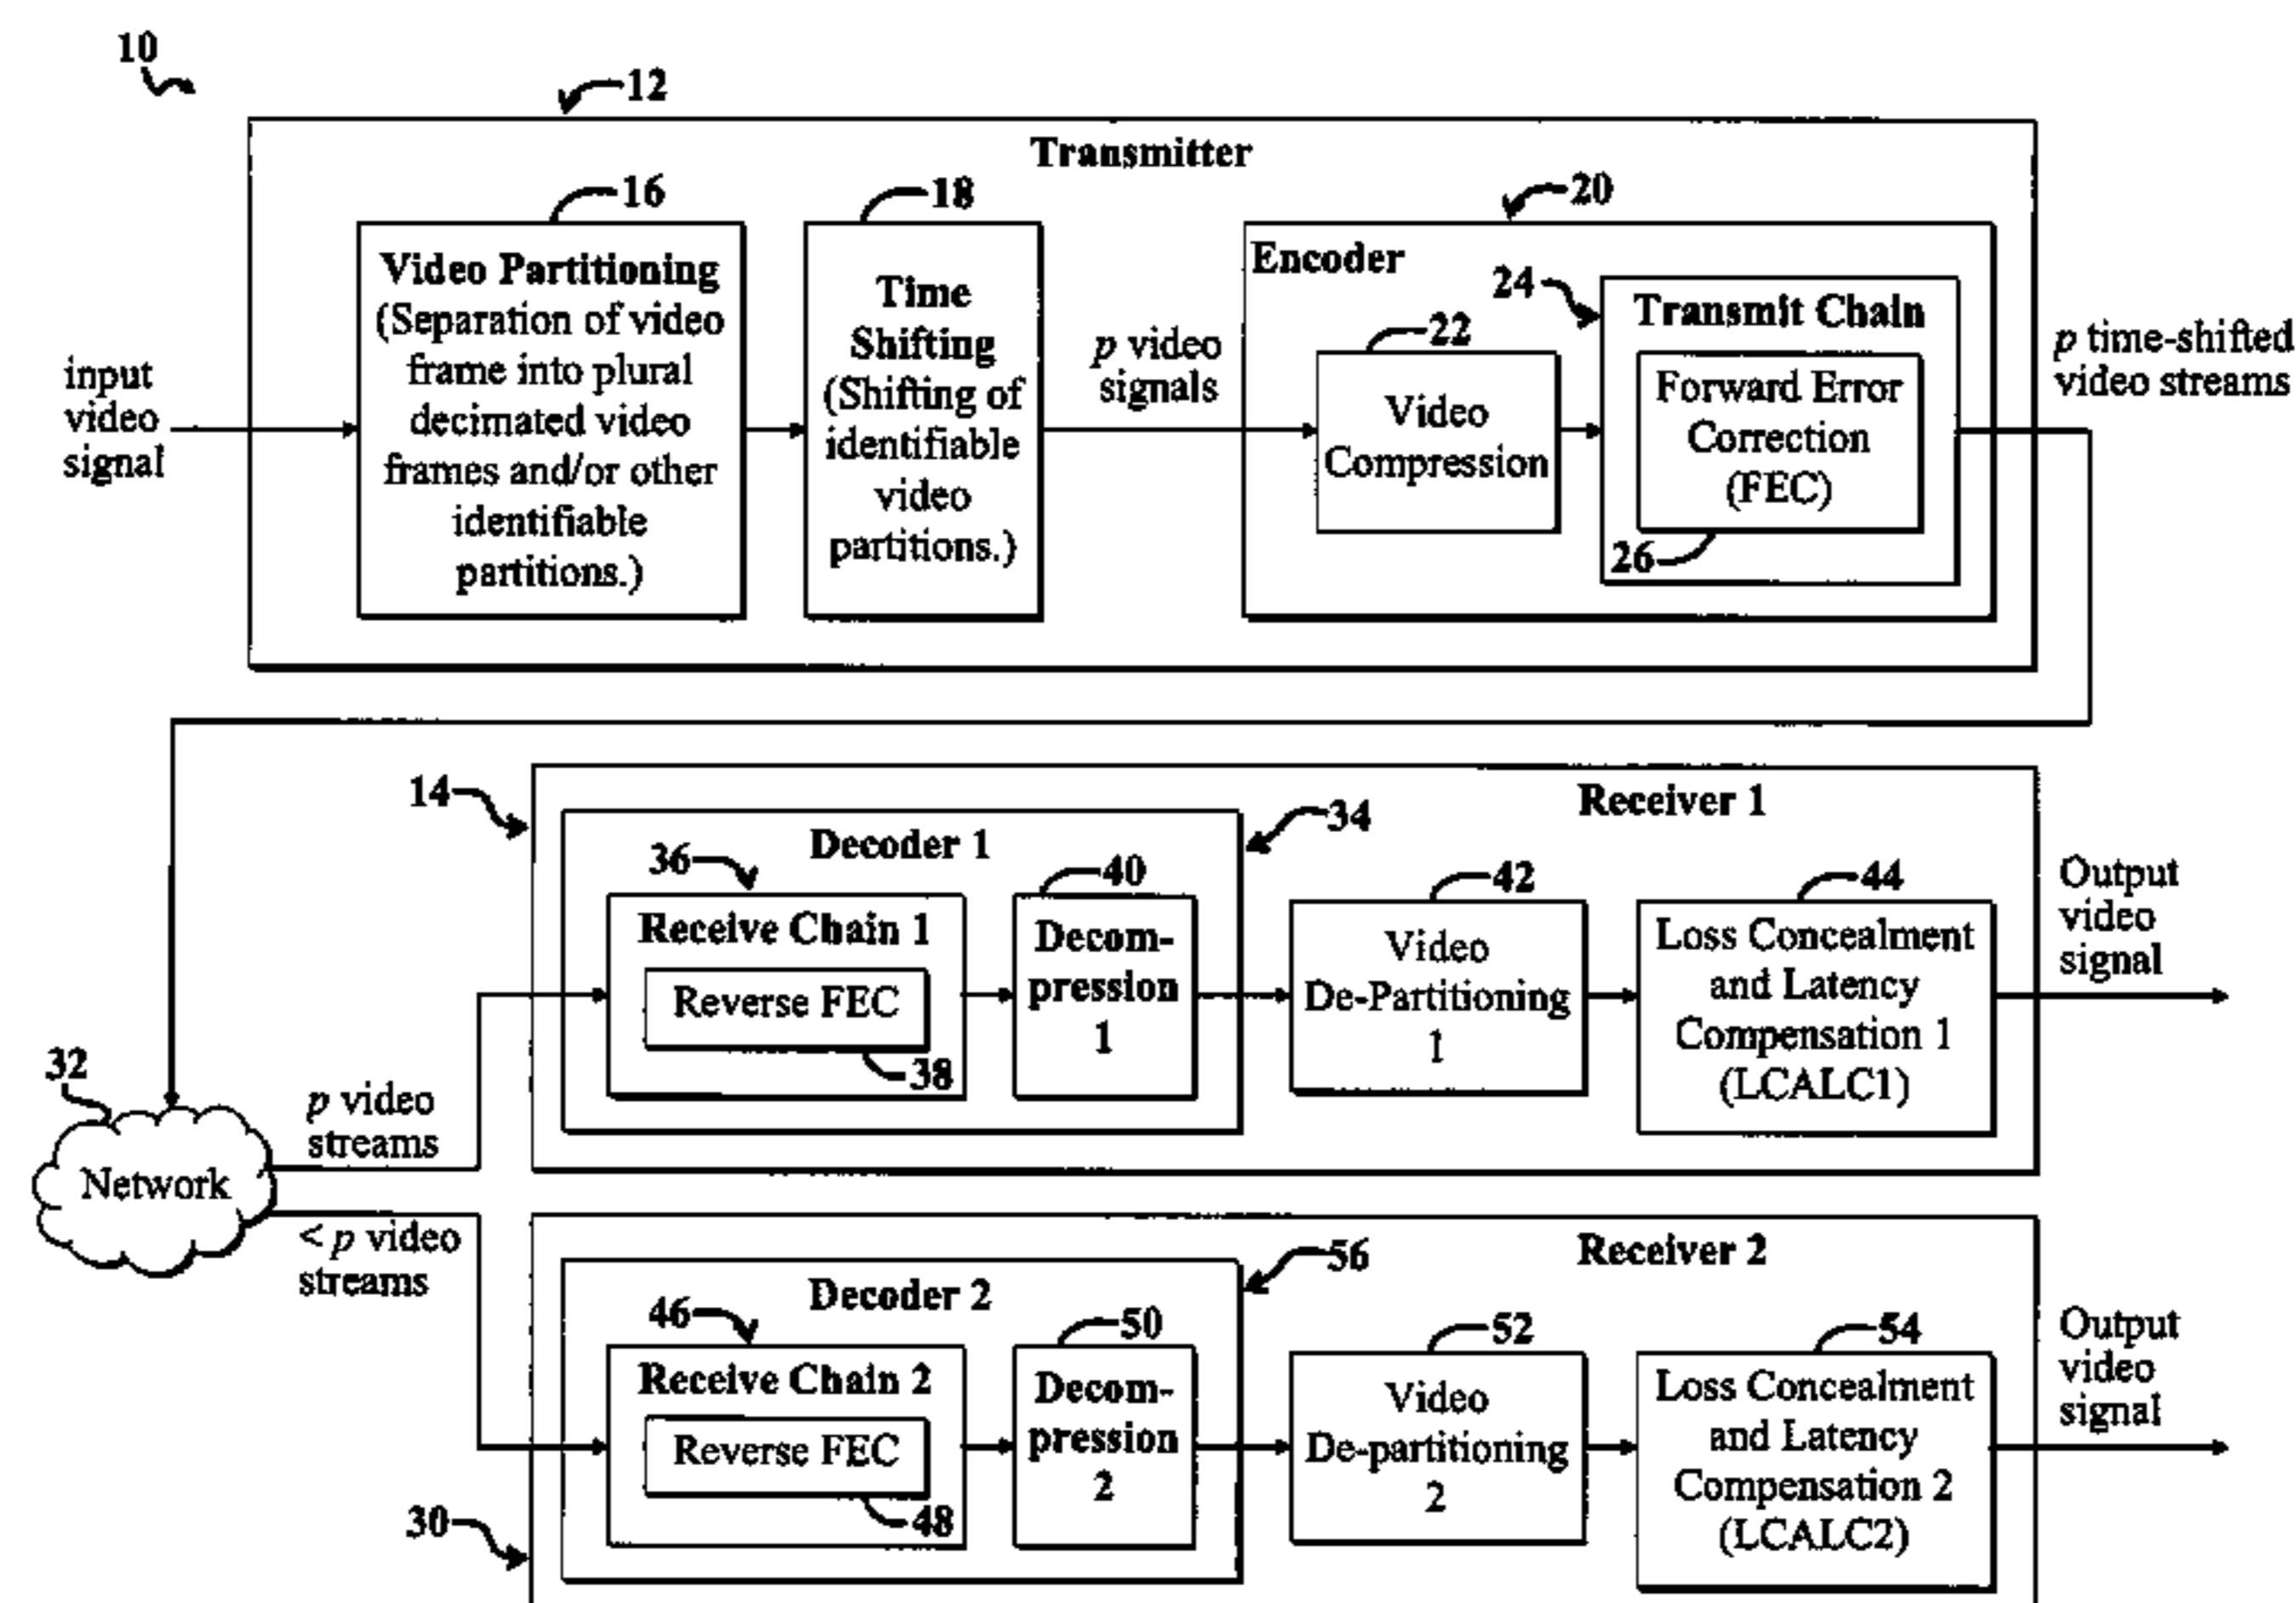 10
12
Transmitter
16
18
20
Video Partitioning
(Separation of video
frame into plural
decimated video
frames and/or other
identifiable
partitions.)
Time
Shifting
(Shifting of
identifiable
video
partitions.)
Encoder
24
Transmit Chain
22
Video
Compression
Forward Error
Correction
(FEC)
26
input
video
signal
p video
signals
p time-shifted
video streams
14
Receiver 1
Decoder 1
34
36
40
42
44
Receive Chain 1
Reverse FEC
38
Decom-
pression
1
Video
De-Partitioning
1
Loss Concealment
and Latency
Compensation 1
(LCALC1)
Output
video
signal
32
Network
p video
streams
< p video
streams
Receiver 2
Decoder 2
56
46
50
52
54
Receive Chain 2
Reverse FEC
48
Decom-
pression
2
Video
De-partitioning
2
Loss Concealment
and Latency
Compensation 2
(LCALC2)
Output
video
signal
30